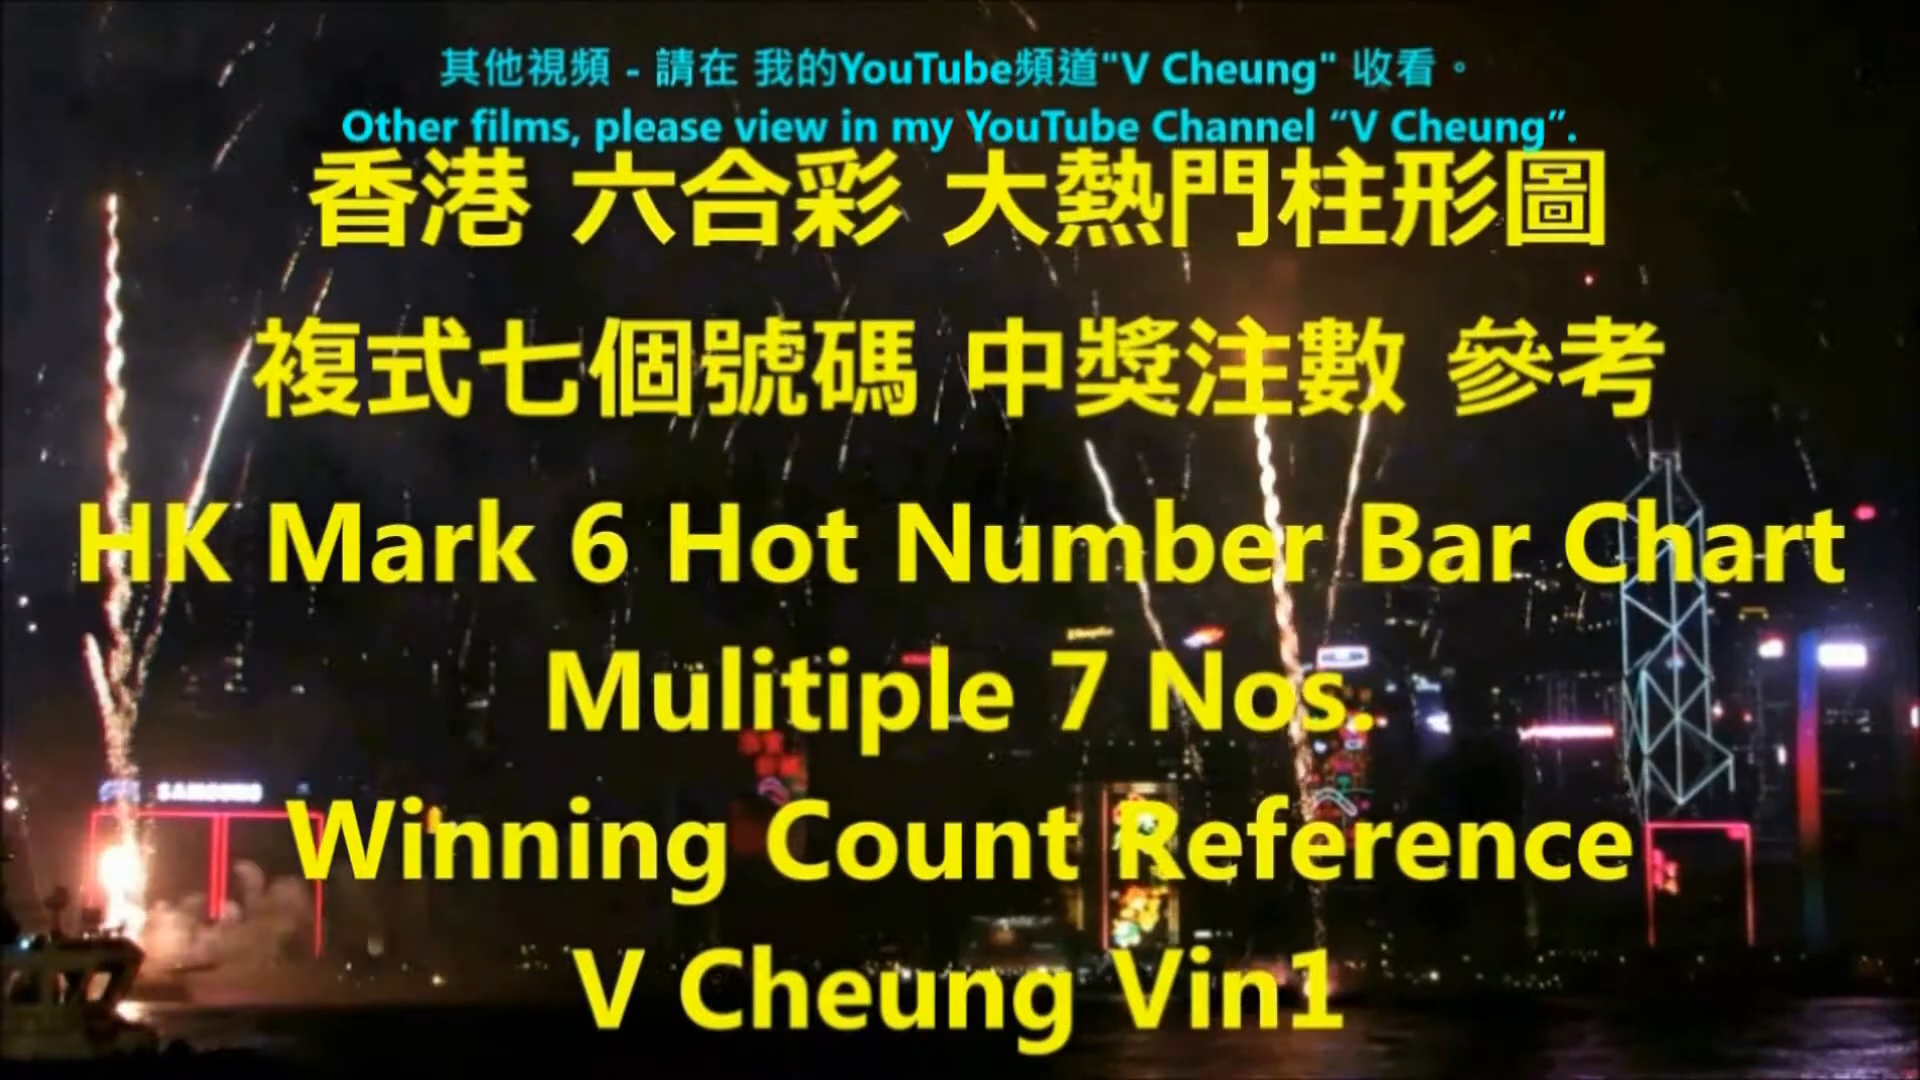 其他視頻 - 請在 我的YouTube頻道"V Cheung" 收看。
Other films, please view in my YouTube Channel “V Cheung”.
香港 六合彩 大熱門柱形圖
複式七個號碼 中獎注數 參考
HK Mark 6 Hot Number Bar Chart
Mulitiple 7 Nos.
Winning Count Reference
V Cheung Vin1
SAMSUNG